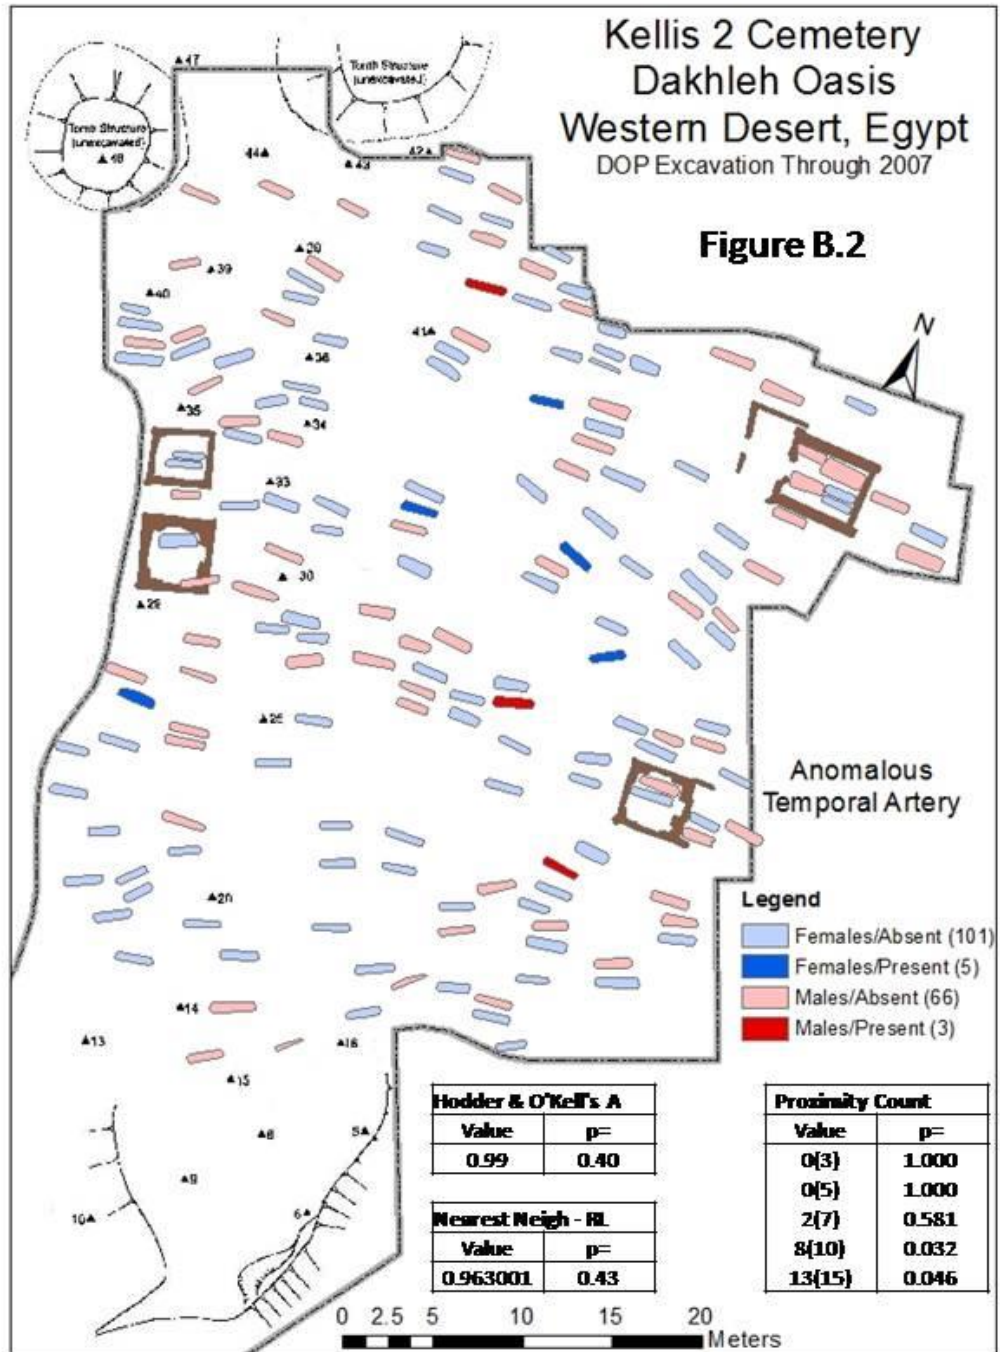 Kellis 2 Cemetery
Dakhleh Oasis
Western Desert, Egypt
DOP Excavation Through 2007
Figure B.2
47
Tomb Structure
(unexcavated)
Tomb Structure
(unexcavated)
48
44
43
42
39
40
41
36
35
34
33
30
29
25
20
14
13
16
15
8
5
9
10
6
N
Anomalous
Temporal Artery
Legend
Females/Absent (101)
Females/Present (5)
Males/Absent (66)
Males/Present (3)
Hodder & O'Kell's A
Value p=
0.99 0.40
Nearest Neigh - RL
Value p=
0.963001 0.43
Proximity Count
Value p=
0(3) 1.000
0(5) 1.000
2(7) 0.581
8(10) 0.032
13(15) 0.046
0 2.5 5 10 15 20
Meters